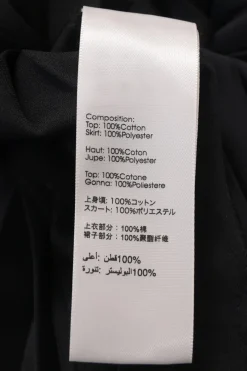 Composition:
Top: 100%Cotton
Skirt: 100%Polyester
Haut: 100%Coton
Jupe: 100%Polyester
Top: 100%Cotone
Gonna: 100%Poliestere
上身頃: 100%コットン
スカート: 100%ポリエステル
上衣部分: 100%棉
裙子部分: 100%聚酯纤维
100%قطن :أعلى
100%البوليستر :تنورة